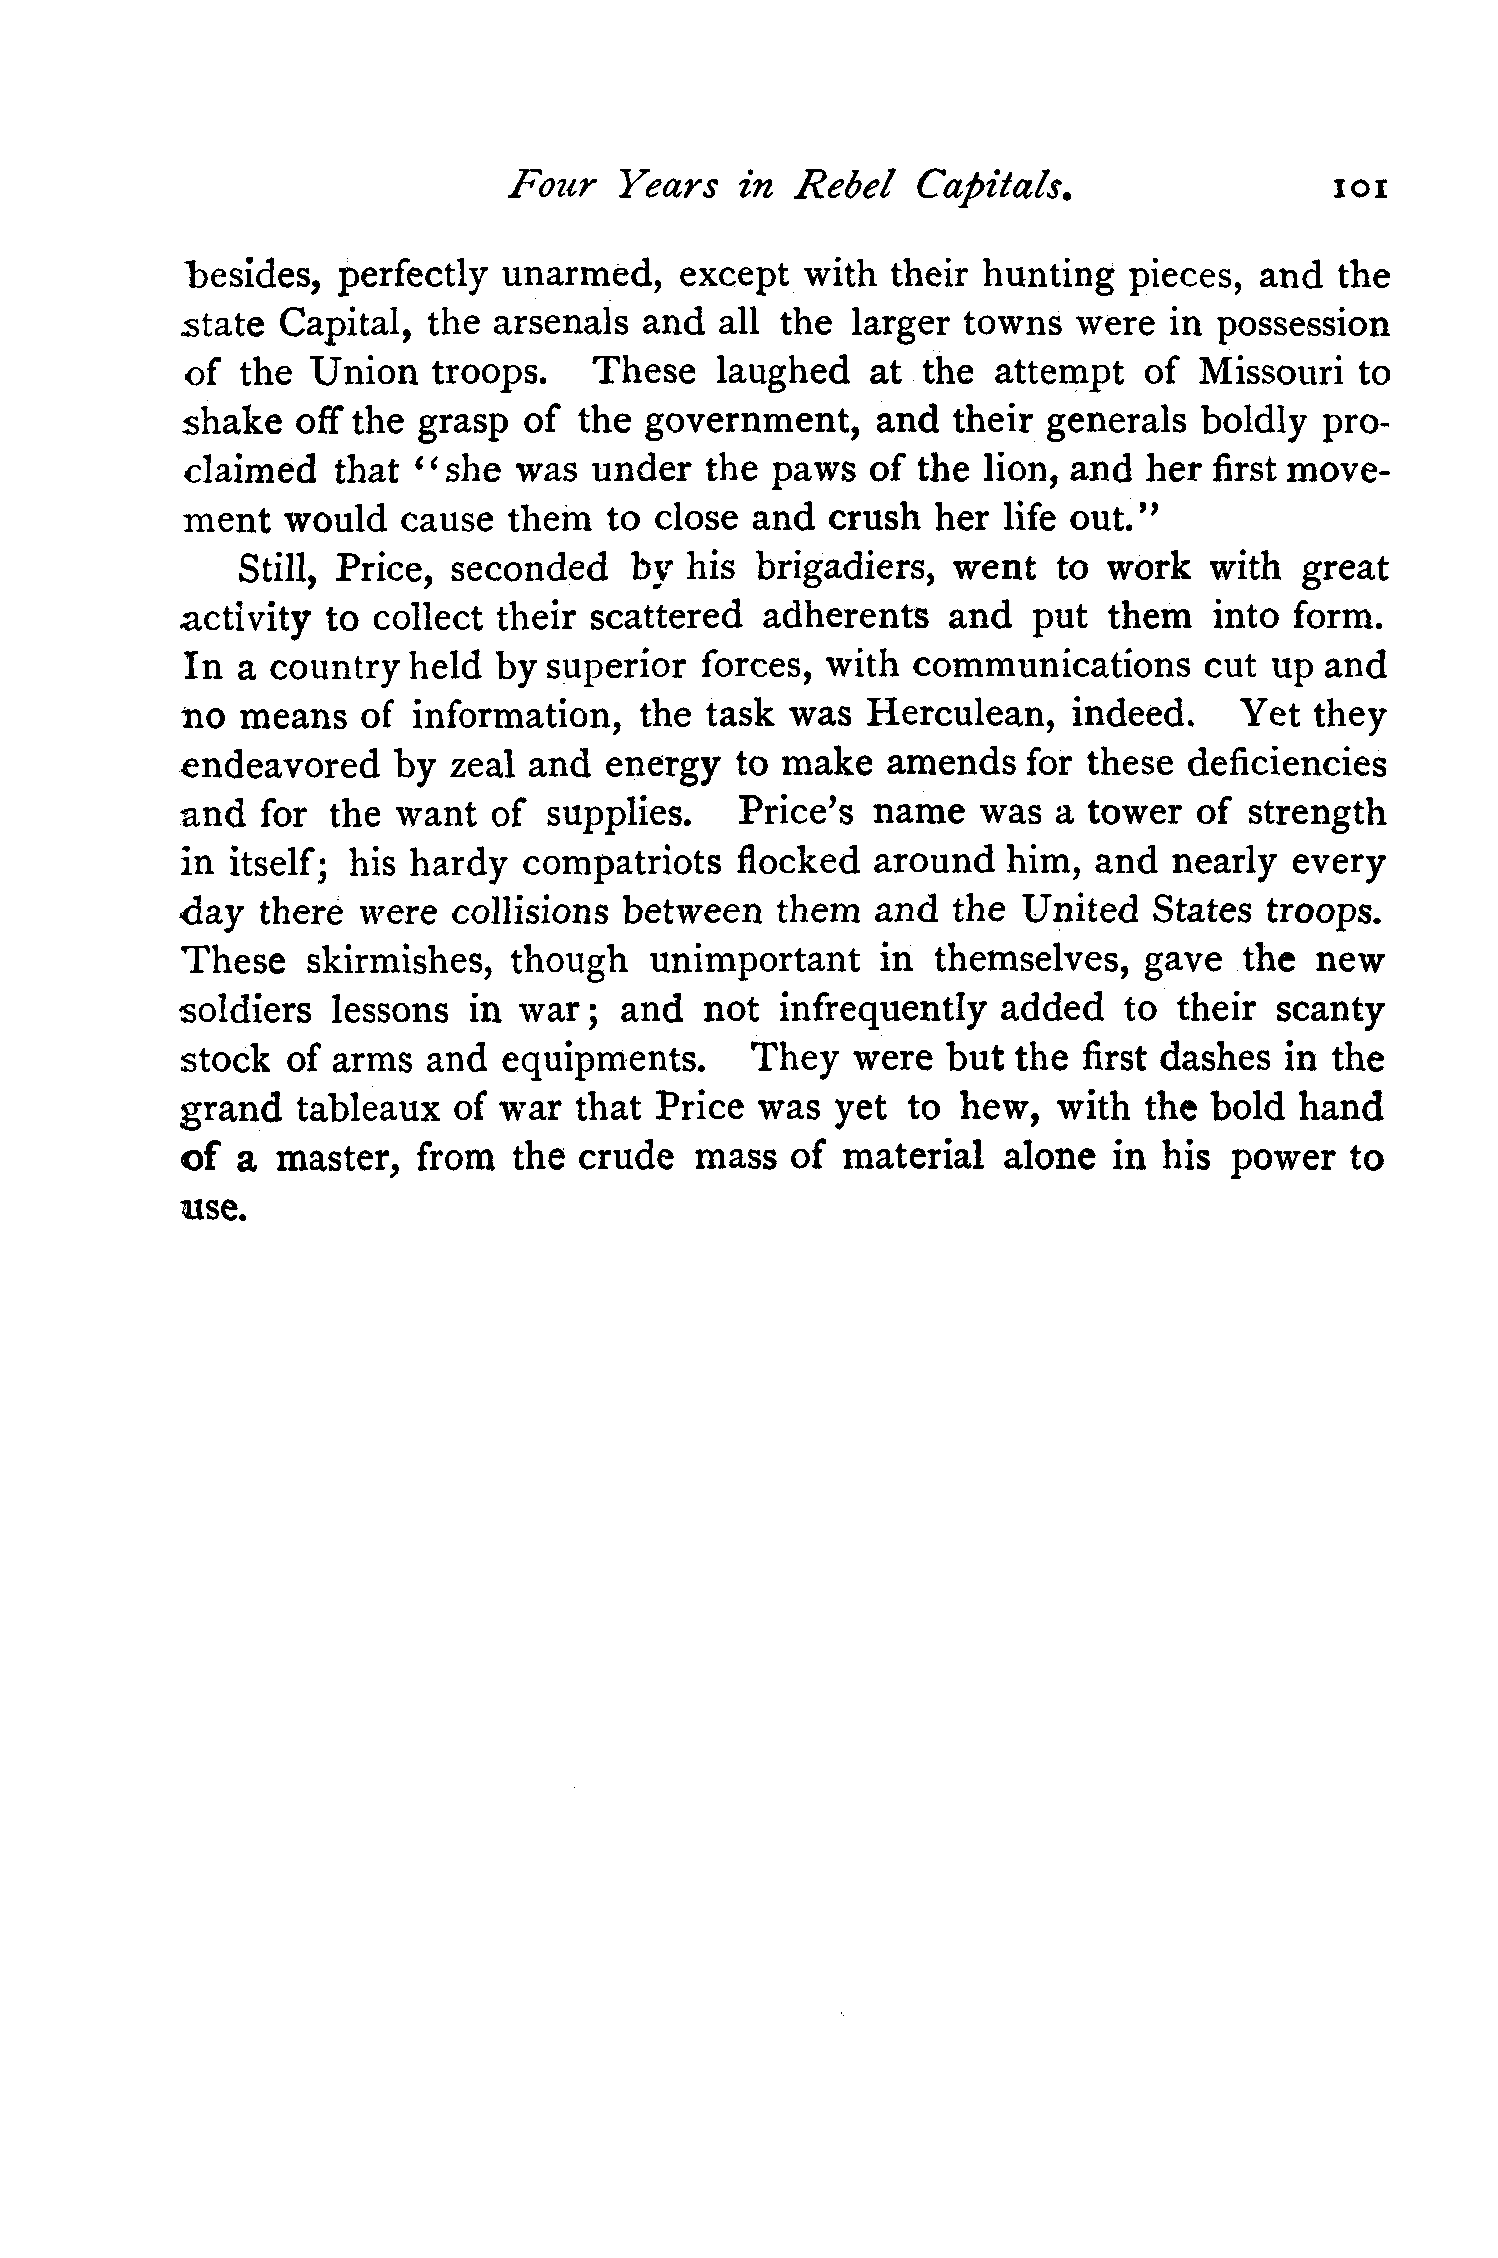 Four Years in Rebel Capitals. 101
besides, perfectly unarmed, except with their hunting pieces, and the
state Capital, the arsenals and all the larger towns were in possession
of the Union troops. These laughed at the attempt of Missouri to
shake off the grasp of the government, and their generals boldly pro-
claimed that "she was under the paws of the lion, and her first move-
ment would cause them to close and crush her life out."
Still, Price, seconded by his brigadiers, went to work with great
activity to collect their scattered adherents and put them into form.
In a country held by superior forces, with communications cut up and
no means of information, the task was Herculean, indeed. Yet they
endeavored by zeal and energy to make amends for these deficiencies
and for the want of supplies. Price's name was a tower of strength
in itself; his hardy compatriots flocked around him, and nearly every
day there were collisions between them and the United States troops.
These skirmishes, though unimportant in themselves, gave the new
soldiers lessons in war; and not infrequently added to their scanty
stock of arms and equipments. They were but the first dashes in the
grand tableaux of war that Price was yet to hew, with the bold hand
of a master, from the crude mass of material alone in his power to
use.